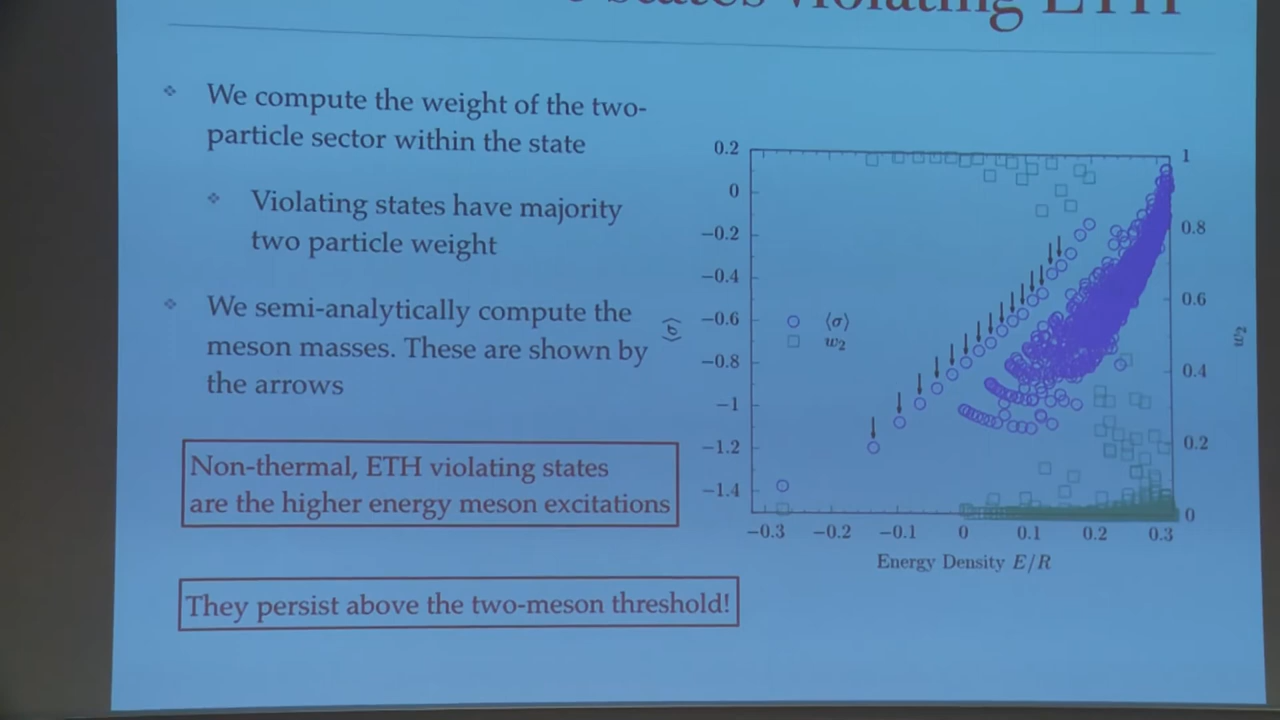 states violating ETH
❖ We compute the weight of the two-
particle sector within the state
❖ Violating states have majority
two particle weight
❖ We semi-analytically compute the
meson masses. These are shown by
the arrows
Non-thermal, ETH violating states
are the higher energy meson excitations
They persist above the two-meson threshold!
0.2
0
−0.2
−0.4
−0.6
−0.8
−1
−1.2
−1.4
⟨σ⟩
⟨σ⟩
w₂
1
0.8
0.6
0.4
0.2
0
w₂
−0.3 −0.2 −0.1 0 0.1 0.2 0.3
Energy Density E/R